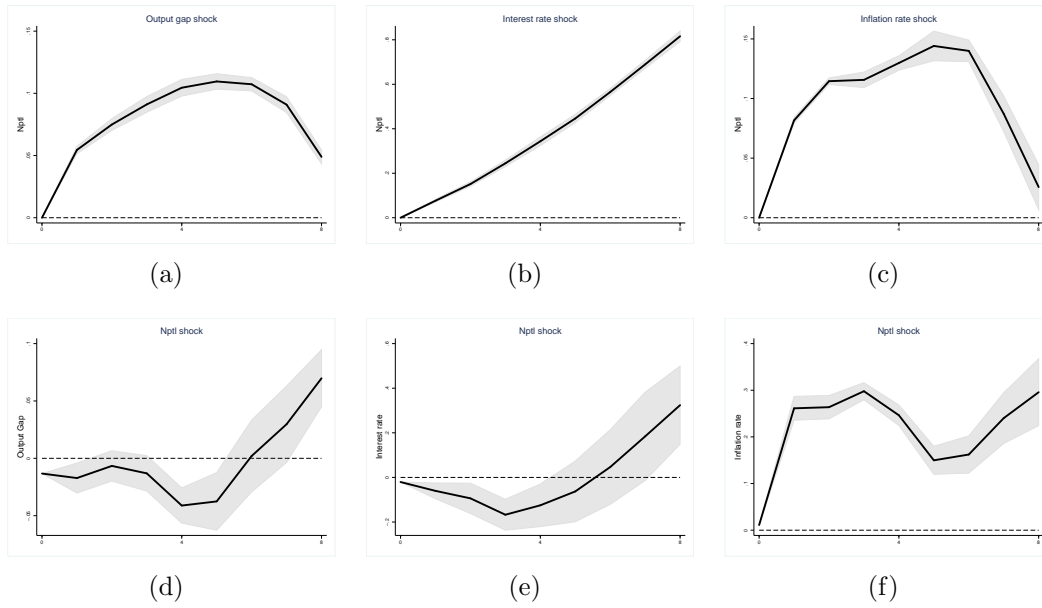 Output gap shock
Nptl
0 .05 .1 .15
0 4 8
(a)
Interest rate shock
Nptl
0 .2 .4 .6 .8
0 4 8
(b)
Inflation rate shock
Nptl
0 .05 .1 .15
0 4 8
(c)
Nptl shock
Output Gap
-.05 0 .05 .1
0 4 8
(d)
Nptl shock
Interest rate
-.2 0 .2 .4 .6
0 4 8
(e)
Nptl shock
Inflation rate
0 .1 .2 .3 .4
0 4 8
(f)